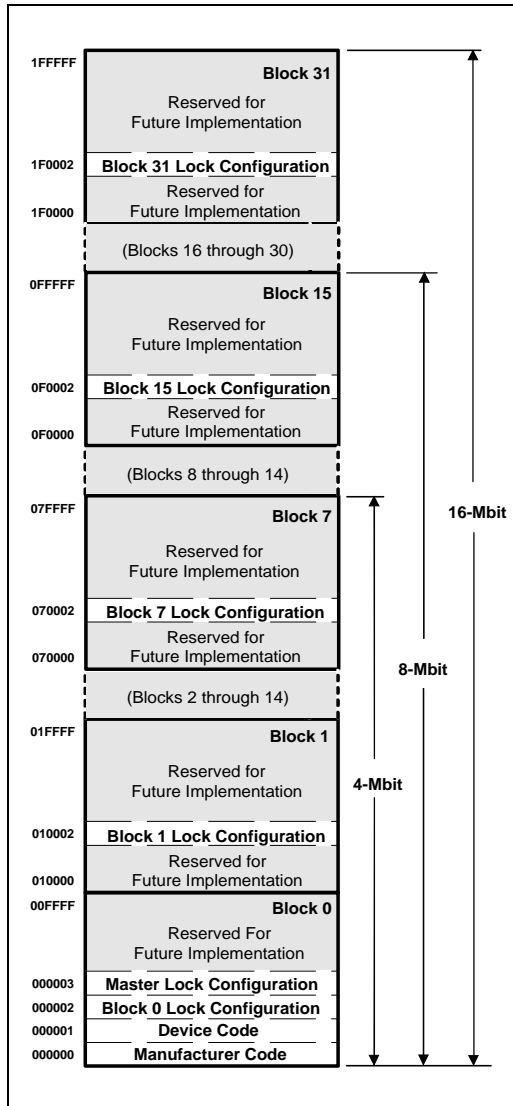 1FFFFF
Block 31
Reserved for
Future Implementation
1F0002
Block 31 Lock Configuration
Reserved for
1F0000
Future Implementation
(Blocks 16 through 30)
0FFFFF
Block 15
Reserved for
Future Implementation
0F0002
Block 15 Lock Configuration
Reserved for
0F0000
Future Implementation
(Blocks 8 through 14)
07FFFF
Block 7
16-Mbit
Reserved for
Future Implementation
070002
Block 7 Lock Configuration
Reserved for
070000
Future Implementation
8-Mbit
(Blocks 2 through 14)
01FFFF
Block 1
Reserved for
Future Implementation
4-Mbit
010002
Block 1 Lock Configuration
Reserved for
010000
Future Implementation
00FFFF
Block 0
Reserved For
Future Implementation
000003
Master Lock Configuration
000002
Block 0 Lock Configuration
000001
Device Code
000000
Manufacturer Code